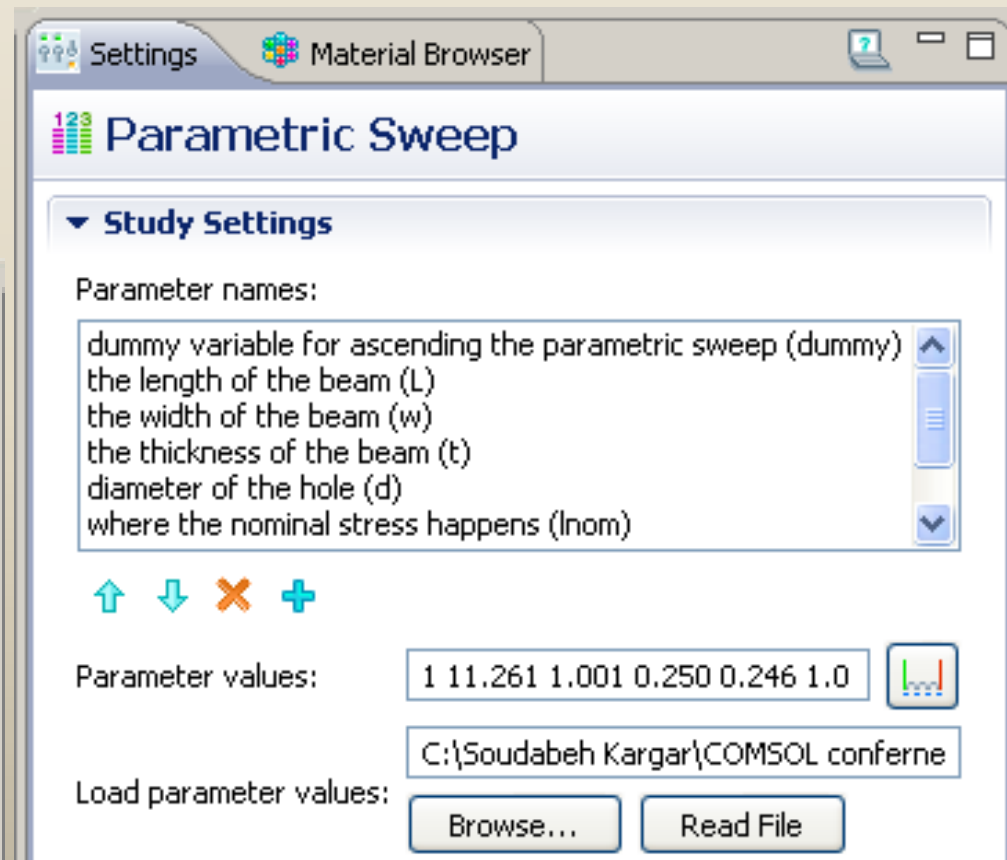 Settings Material Browser
123
Parametric Sweep
Study Settings
Parameter names:
dummy variable for ascending the parametric sweep (dummy)
the length of the beam (L)
the width of the beam (w)
the thickness of the beam (t)
diameter of the hole (d)
where the nominal stress happens (lnom)
Parameter values: 1 11.261 1.001 0.250 0.246 1.0
C:\Soudabeh Kargar\COMSOL conferne
Load parameter values:
Browse... Read File